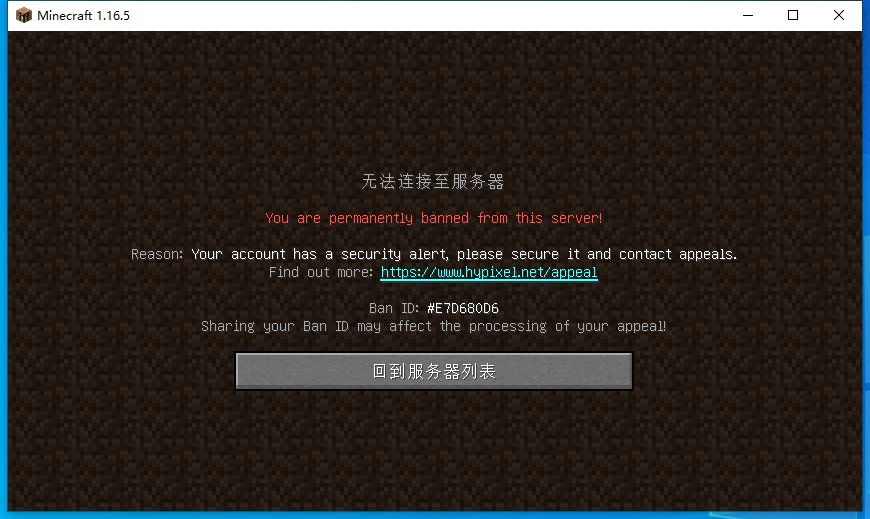 Minecraft 1.16.5
无法连接至服务器
You are permanently banned from this server!
Reason: Your account has a security alert, please secure it and contact appeals.
Find out more: https://www.hypixel.net/appeal
Ban ID: #E7D680D6
Sharing your Ban ID may affect the processing of your appeal!
回到服务器列表